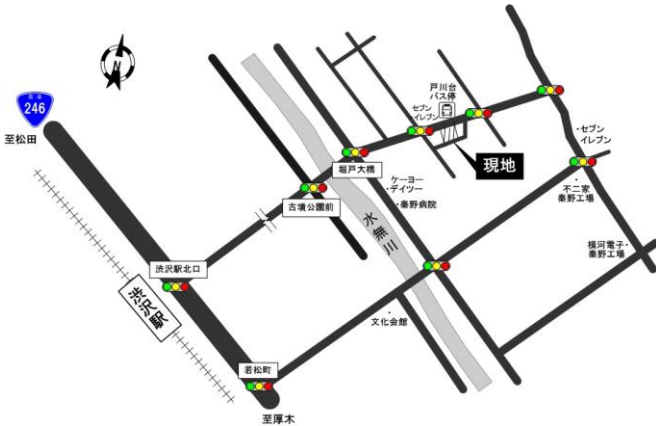 N
国道
246
至松田
戸川台
バス停
セブン
イレブン
・セブン
イレブン
堀戸大橋
現地
ケーヨー
・デイツー
・秦野病院
・
不二家
秦野工場
古墳公園前
水無川
横河電子・
秦野工場
渋沢駅北口
渋沢駅
・
文化会館
若松町
至厚木